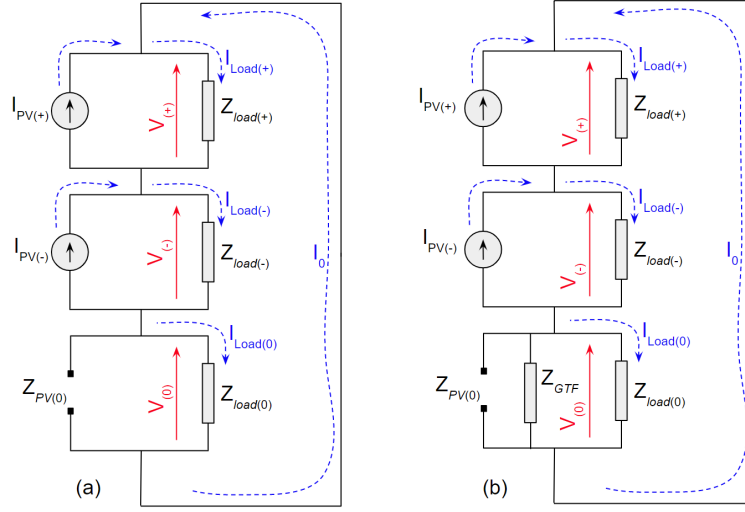 I_Load(+)
I_PV(+)
V_(+)
Z_load(+)
I_Load(-)
I_PV(-)
V_(-)
Z_load(-)
I_0
I_Load(0)
Z_PV(0)
V_(0)
Z_load(0)
(a)
I_Load(+)
I_PV(+)
V_(+)
Z_load(+)
I_Load(-)
I_PV(-)
V_(-)
Z_load(-)
I_0
I_Load(0)
Z_PV(0)
Z_GTF
V_(0)
Z_load(0)
(b)